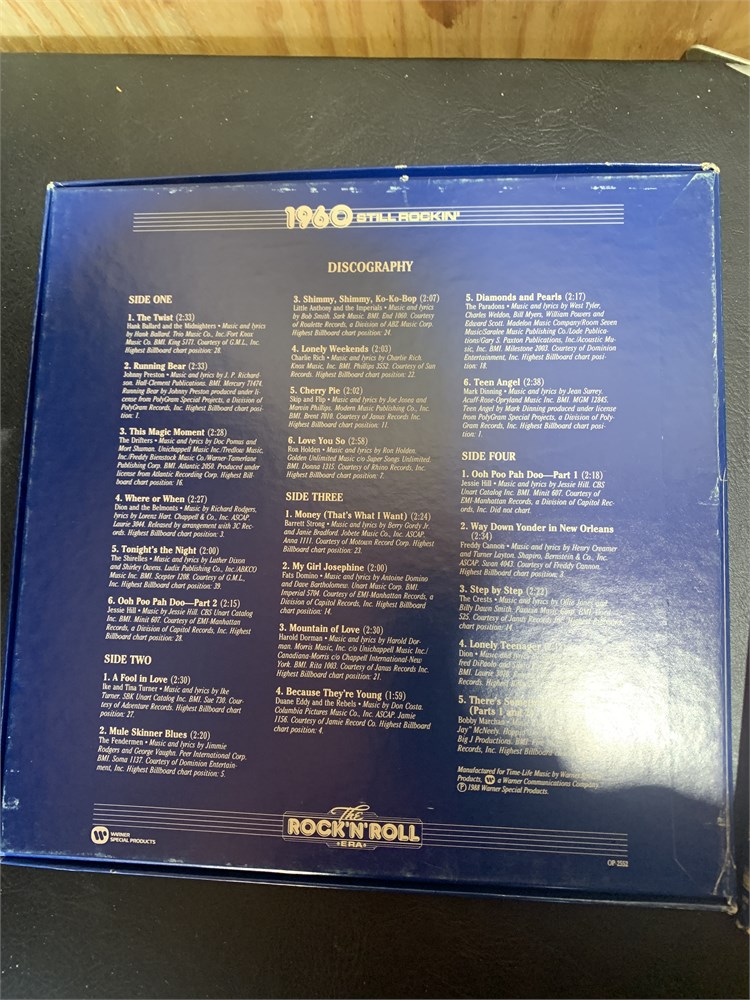 1960 STILL ROCKIN'
DISCOGRAPHY
SIDE ONE
1. The Twist (2:33)
Hank Ballard and the Midnighters • Music and lyrics
by Hank Ballard. Trio Music Co., Inc./Fort Knox
Music Co. BMI. King 5171. Courtesy of G.M.L., Inc.
Highest Billboard chart position: 28.
2. Running Bear (2:33)
Johnny Preston • Music and lyrics by J. P. Richard-
son. Hall-Clement Publications. BMI. Mercury 71474.
Running Bear by Johnny Preston produced under li-
cense from PolyGram Special Projects, a Division of
PolyGram Records, Inc. Highest Billboard chart posi-
tion: 1.
3. This Magic Moment (2:28)
The Drifters • Music and lyrics by Doc Pomus and
Mort Shuman. Unichappell Music Inc./Tredlew Music,
Inc./Freddy Bienstock Music Co./Warner Tamerlane
Publishing Corp. BMI. Atlantic 2050. Produced under
license from Atlantic Recording Corp. Highest Bill-
board chart position: 16.
4. Where or When (2:27)
Dion and the Belmonts • Music by Richard Rodgers,
lyrics by Lorenz Hart. Chappell & Co., Inc. ASCAP.
Laurie 3044. Released by arrangement with 3C Rec-
ords. Highest Billboard chart position: 3.
5. Tonight's the Night (2:00)
The Shirelles • Music and lyrics by Luther Dixon
and Shirley Owens. Ludix Publishing Co., Inc./ABKCO
Music Inc. BMI. Scepter 1208. Courtesy of G.M.L.,
Inc. Highest Billboard chart position: 39.
6. Ooh Poo Pah Doo—Part 2 (2:15)
Jessie Hill • Music by Jessie Hill. CBS Unart Catalog
Inc. BMI. Minit 607. Courtesy of EMI-Manhattan
Records, a Division of Capitol Records, Inc. Highest
Billboard chart position: 28.
SIDE TWO
1. A Fool in Love (2:30)
Ike and Tina Turner • Music and lyrics by Ike
Turner. SBK Unart Catalog Inc. BMI. Sue 730. Cour-
tesy of Adventure Records. Highest Billboard chart position:
27.
2. Mule Skinner Blues (2:20)
The Fendermen • Music and lyrics by Jimmie
Rodgers and George Vaughn. Peer International Corp.
BMI. Soma 1137. Courtesy of Dominion Entertain-
ment, Inc. Highest Billboard chart position: 5.
3. Shimmy, Shimmy, Ko-Ko-Bop (2:07)
Little Anthony and the Imperials • Music and lyrics
by Bob Smith. Sark Music. BMI. End 1060. Courtesy
of Roulette Records, a Division of ABZ Music Corp.
Highest Billboard chart position: 24.
4. Lonely Weekends (2:03)
Charlie Rich • Music and lyrics by Charlie Rich.
Knox Music, Inc. BMI. Phillips 3552. Courtesy of Sun
Records. Highest Billboard chart position: 22.
5. Cherry Pie (2:02)
Skip and Flip • Music and lyrics by Joe Josea and
Marvin Phillips. Modern Music Publishing Co., Inc.
BMI. Brent 7010. Courtesy of Janus Records Inc.
Highest Billboard chart position: 11.
6. Love You So (2:58)
Ron Holden • Music and lyrics by Ron Holden.
Golden Unlimited Music c/o Super Songs Unlimited.
BMI. Donna 1315. Courtesy of Rhino Records, Inc.
Highest Billboard chart position: 7.
SIDE THREE
1. Money (That's What I Want) (2:24)
Barrett Strong • Music and lyrics by Berry Gordy Jr.
and Janie Bradford. Jobete Music Co., Inc. ASCAP.
Anna 1111. Courtesy of Motown Record Corp. Highest
Billboard chart position: 23.
2. My Girl Josephine (2:00)
Fats Domino • Music and lyrics by Antoine Domino
and Dave Bartholomew. Unart Music Corp. BMI.
Imperial 5704. Courtesy of EMI-Manhattan Records, a
Division of Capitol Records, Inc. Highest Billboard chart
position: 14.
3. Mountain of Love (2:30)
Harold Dorman • Music and lyrics by Harold Dor-
man. Morris Music, Inc. c/o Unichappell Music Inc./
Canadiana-Morris c/o Chappell International-New
York. BMI. Rita 1003. Courtesy of Janus Records Inc.
Highest Billboard chart position: 21.
4. Because They're Young (1:59)
Duane Eddy and the Rebels • Music by Don Costa.
Columbia Pictures Music Co., Inc. ASCAP. Jamie
1156. Courtesy of Jamie Record Co. Highest Billboard
chart position: 4.
5. Diamonds and Pearls (2:17)
The Paradons • Music and lyrics by West Tyler,
Charles Weldon, Bill Myers, William Powers and
Edward Scott. Madelon Music Company/Room Seven
Music/Saralee Music Publishing Co./Lode Publica-
tions/Gary S. Paxton Publications, Inc./Acoustic Mu-
sic, Inc. BMI. Milestone 2003. Courtesy of Dominion
Entertainment, Inc. Highest Billboard chart posi-
tion: 18.
6. Teen Angel (2:38)
Mark Dinning • Music and lyrics by Jean Surrey.
Acuff-Rose-Opryland Music Inc. BMI. MGM 12845.
Teen Angel by Mark Dinning produced under license
from PolyGram Special Projects, a Division of Poly-
Gram Records, Inc. Highest Billboard chart posi-
tion: 1.
SIDE FOUR
1. Ooh Poo Pah Doo—Part 1 (2:18)
Jessie Hill • Music and lyrics by Jessie Hill. CBS
Unart Catalog Inc. BMI. Minit 607. Courtesy of
EMI-Manhattan Records, a Division of Capitol Rec-
ords, Inc. Did not chart.
2. Way Down Yonder in New Orleans
(2:34)
Freddy Cannon • Music and lyrics by Henry Creamer
and Turner Layton. Shapiro, Bernstein & Co., Inc.
ASCAP. Swan 4043. Courtesy of Freddy Cannon.
Highest Billboard chart position: 3.
3. Step by Step (2:22)
The Crests • Music and lyrics by Ollie Jones and
Billy Dawn Smith.
525. Courtesy of Janus Records
chart position: 14.
4. Lonely Teenager
Dion • Music and
fred DiPaolo and
BMI. Laurie 3070.
Records. Highest
5. There's Some
(Parts 1 and 2)
Bobby Marchan • Music
Jay" McNeely.
Big J Productions. BMI.
Records, Inc. Highest Billboard
Manufactured for Time-Life Music by Warner
Products, a Warner Communications Company
Ⓟ 1988 Warner Special Products.
WARNER
SPECIAL PRODUCTS
The
ROCK'N'ROLL
• ERA •
OP-2552